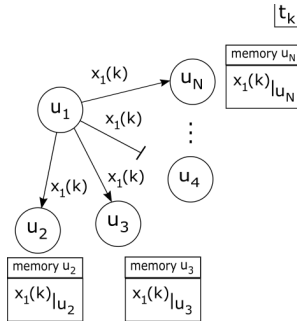 t_k
memory u_N
x_1(k)|u_N
x_1(k)
u_N
x_1(k)
u_1
⋮
x_1(k)
x_1(k)
u_4
u_2
u_3
memory u_2
memory u_3
x_1(k)|u_2
x_1(k)|u_3